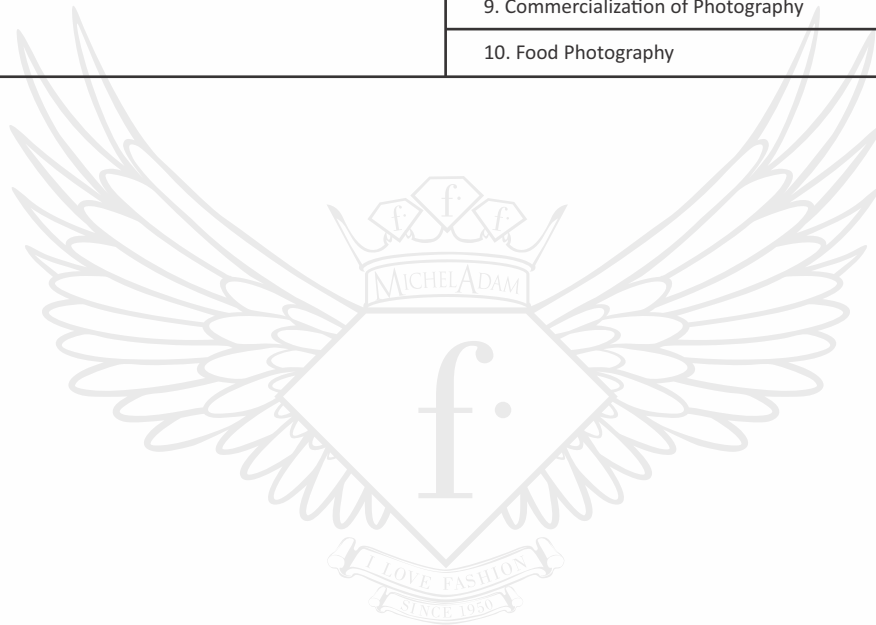 9. Commercialization of Photography
10. Food Photography
f. f. f.
MICHELADAM
f.
I LOVE FASHION
SINCE 1950